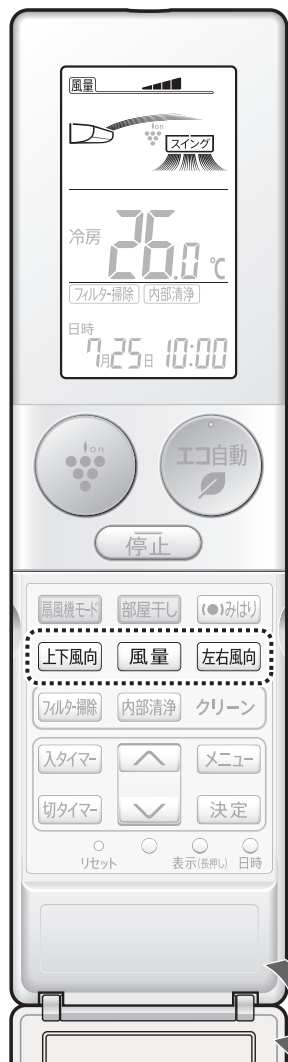 風量
Ion
スイング
冷房 26.0 ℃
フィルター掃除 内部清浄
日時
7月25日 10:00
Ion エコ自動
停止
扇風機モード 部屋干し ((●))みはり
上下風向 風量 左右風向
フィルター掃除 内部清浄 クリーン
入タイマー メニュー
切タイマー 決定
リセット 表示(長押し) 日時